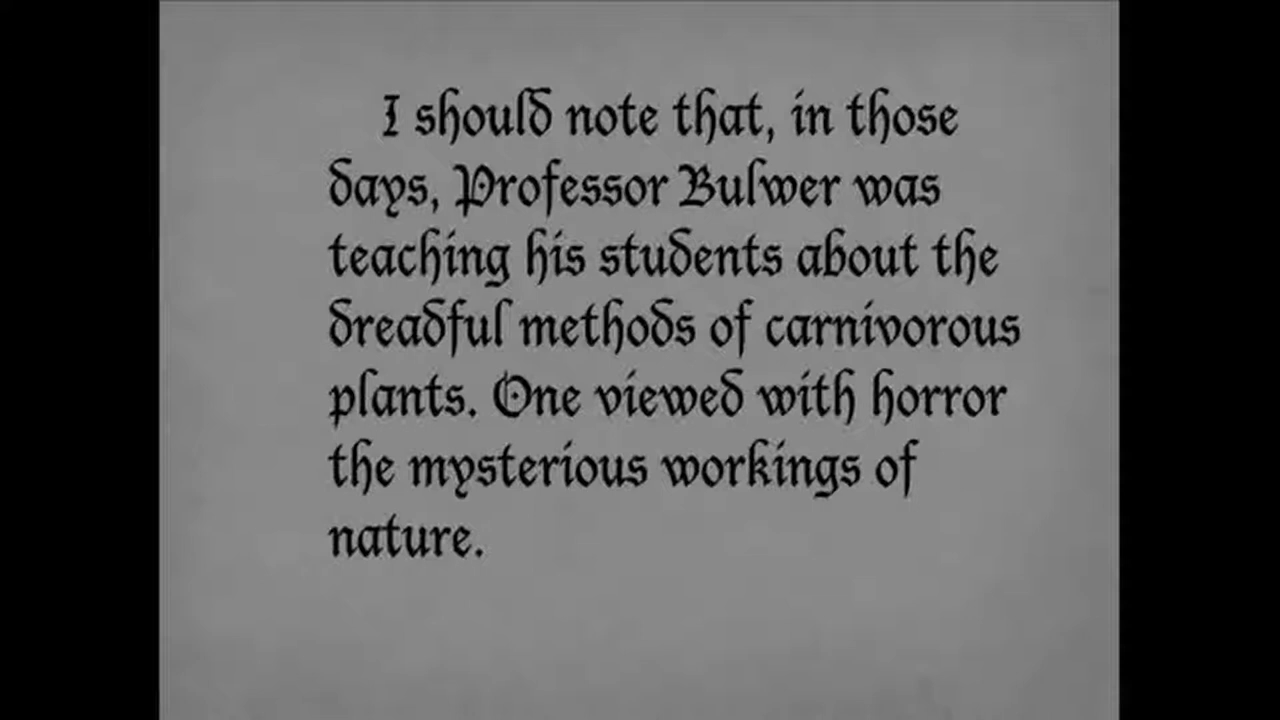 I should note that, in those
days, Professor Bulwer was
teaching his students about the
dreadful methods of carnivorous
plants. One viewed with horror
the mysterious workings of
nature.